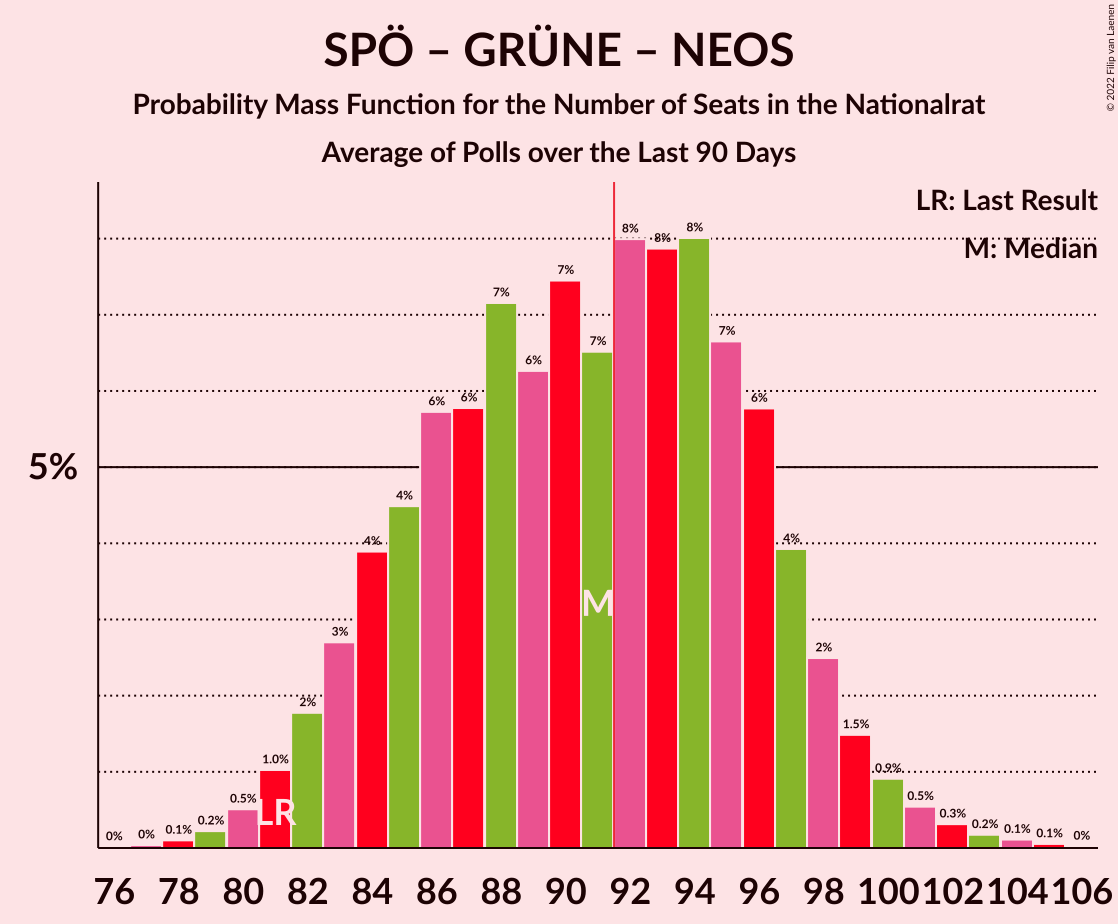 SPÖ – GRÜNE – NEOS
Probability Mass Function for the Number of Seats in the Nationalrat
Average of Polls over the Last 90 Days
© 2022 Filip van Laenen
LR: Last Result
M: Median
5%
0% 0% 0.1% 0.2% 0.5% 1.0% 2% 3% 4% 4% 6% 6% 7% 6% 7% 7% 8% 8% 8% 7% 6% 4% 2% 1.5% 0.9% 0.5% 0.3% 0.2% 0.1% 0.1% 0%
M
LR
76 78 80 82 84 86 88 90 92 94 96 98 100 102 104 106